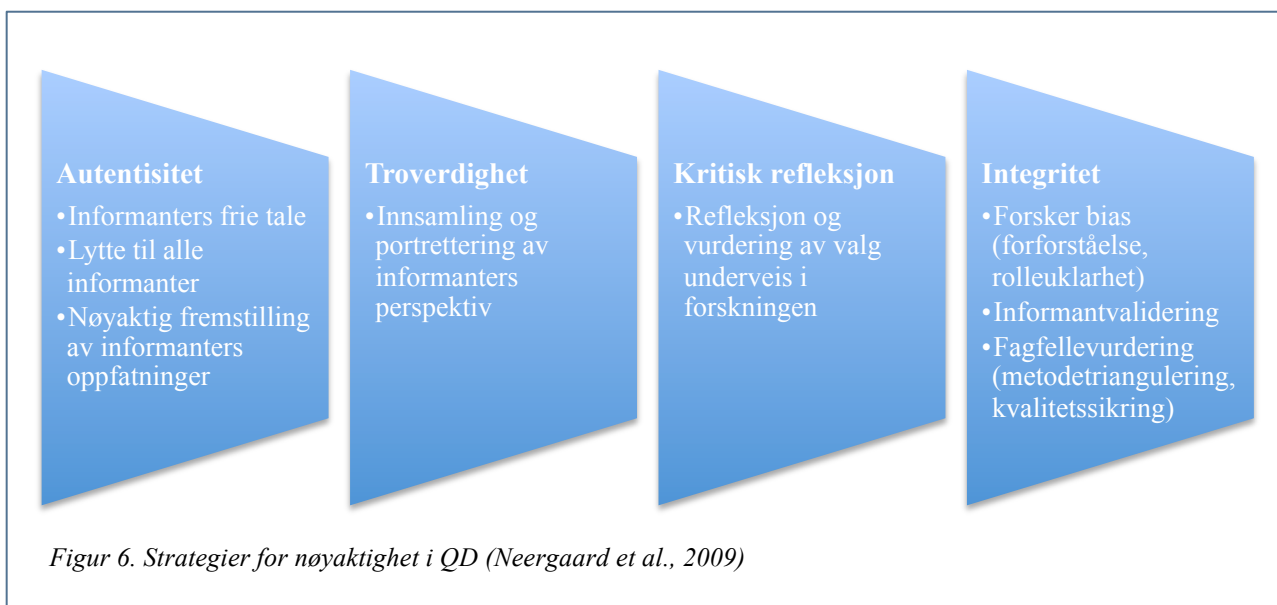 Autentisitet
•Informanters frie tale
•Lytte til alle
informanter
•Nøyaktig fremstilling
av informanters
oppfatninger
Troverdighet
•Innsamling og
portrettering av
informanters
perspektiv
Kritisk refleksjon
•Refleksjon og
vurdering av valg
underveis i
forskningen
Integritet
•Forsker bias
(forforståelse,
rolleuklarhet)
•Informantvalidering
•Fagfellevurdering
(metodetriangulering,
kvalitetssikring)
Figur 6. Strategier for nøyaktighet i QD (Neergaard et al., 2009)